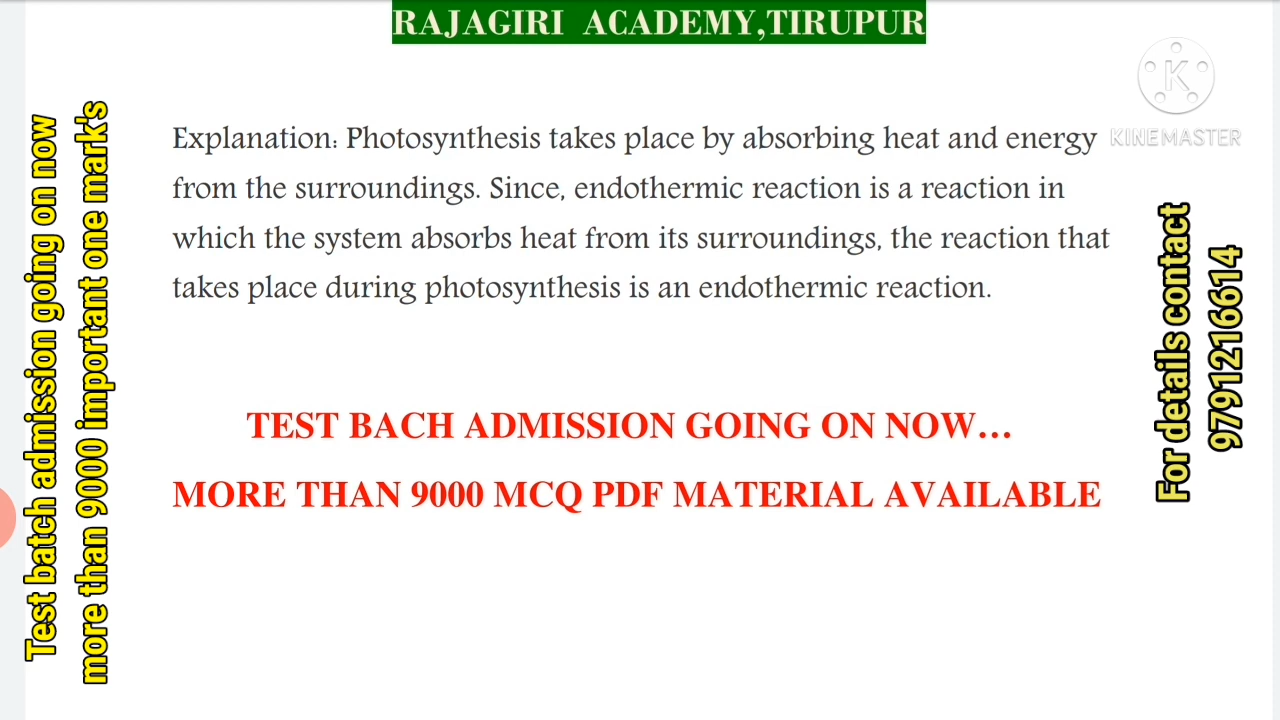 RAJAGIRI ACADEMY,TIRUPUR
K
KINEMASTER
Explanation: Photosynthesis takes place by absorbing heat and energy
from the surroundings. Since, endothermic reaction is a reaction in
which the system absorbs heat from its surroundings, the reaction that
takes place during photosynthesis is an endothermic reaction.
TEST BACH ADMISSION GOING ON NOW...
MORE THAN 9000 MCQ PDF MATERIAL AVAILABLE
Test batch admission going on now
more than 9000 important one mark's
For details contact
9791216614